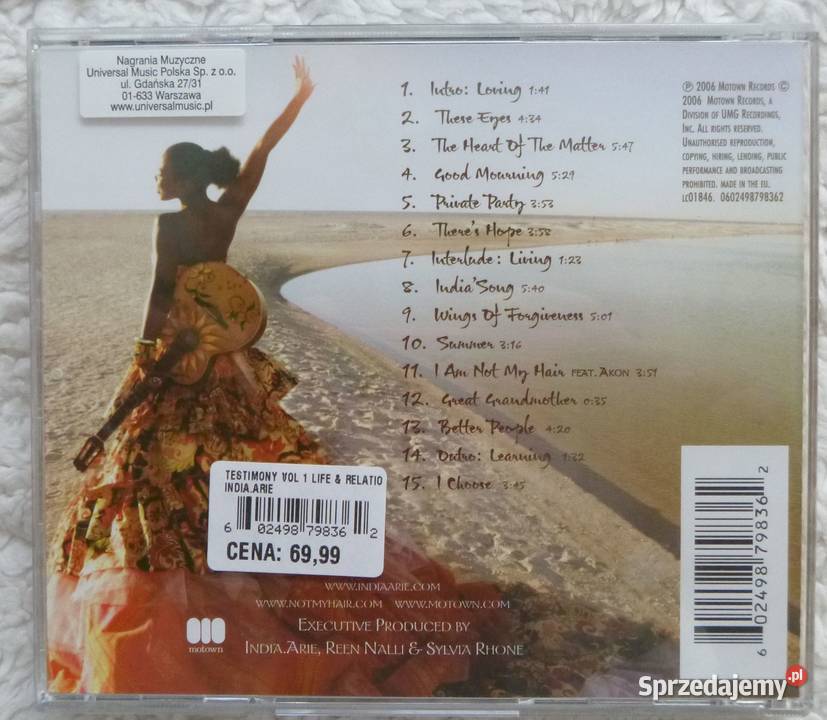 Nagrania Muzyczne
Universal Music Polska Sp. z o.o.
ul. Gdańska 27/31
01-633 Warszawa
www.universalmusic.pl
1. Intro: Loving 1:41
2. These Eyes 4:34
3. The Heart Of The Matter 5:47
4. Good Mourning 5:29
5. Private Party 3:53
6. There's Hope 3:58
7. Interlude: Living 1:23
8. India'Song 5:40
9. Wings Of Forgiveness 5:01
10. Summer 3:16
11. I Am Not My Hair FEAT. AKON 3:51
12. Great Grandmother 0:35
13. Better People 4:20
14. Outro: Learning 1:32
15. I Choose 3:45
℗ 2006 MOTOWN RECORDS ©
2006 MOTOWN RECORDS, A
DIVISION OF UMG RECORDINGS,
INC. ALL RIGHTS RESERVED.
UNAUTHORISED REPRODUCTION,
COPYING, HIRING, LENDING, PUBLIC
PERFORMANCE AND BROADCASTING
PROHIBITED. MADE IN THE EU.
LC01846. 0602498798362
TESTIMONY VOL 1 LIFE & RELATIO
INDIA.ARIE
6 02498 79836 2
CENA: 69,99
WWW.INDIAARIE.COM
WWW.NOTMYHAIR.COM WWW.MOTOWN.COM
EXECUTIVE PRODUCED BY
INDIA.ARIE, REEN NALLI & SYLVIA RHONE
motown
6 02498 79836 2
Sprzedajemy.pl